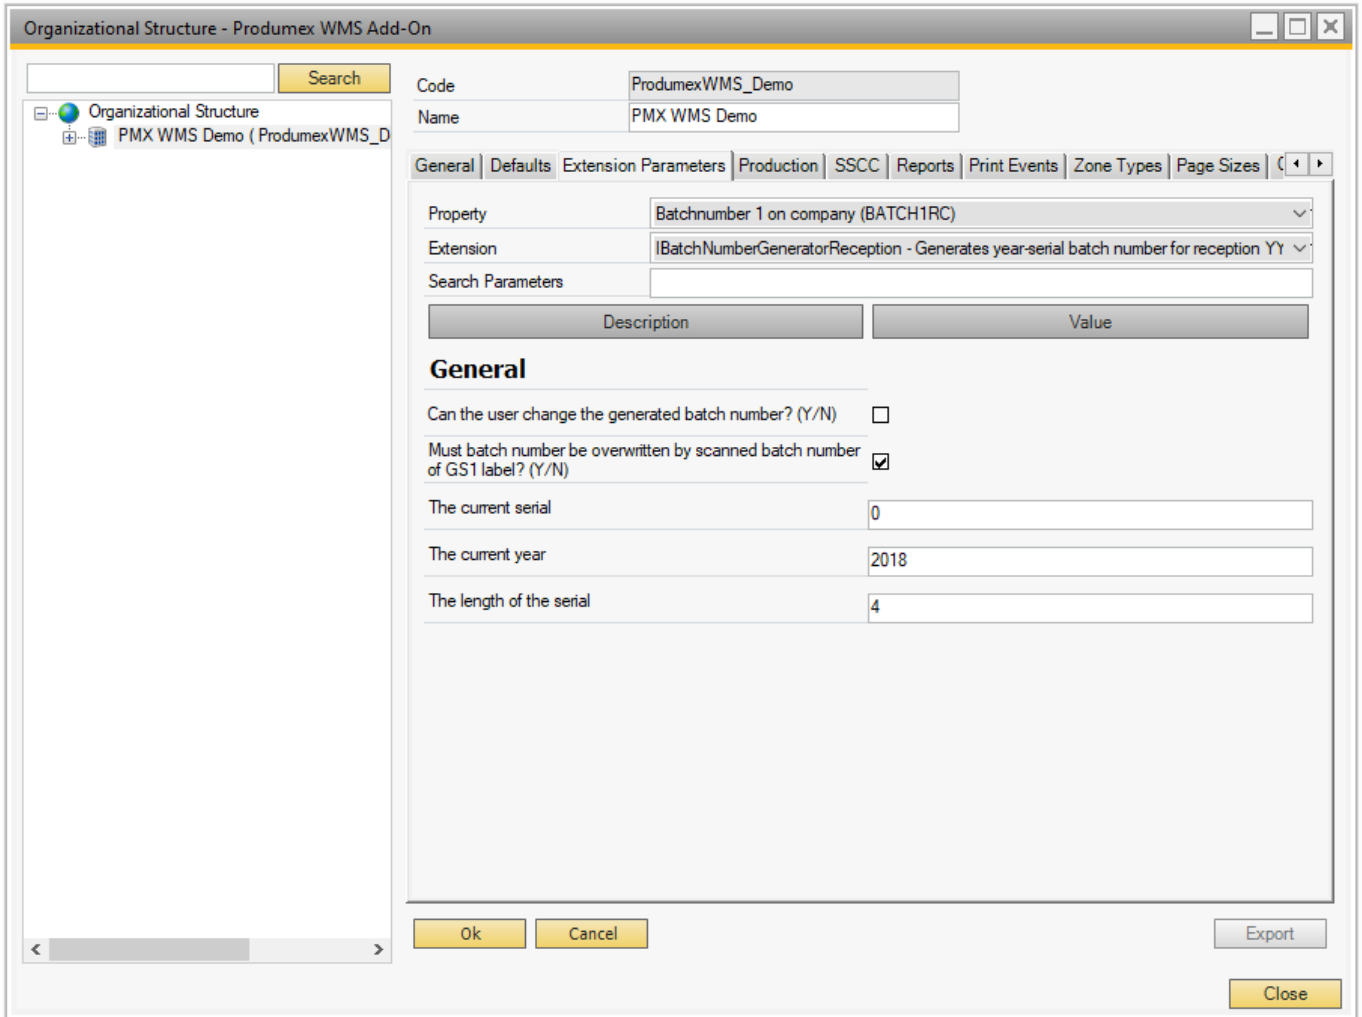 Organizational Structure - Produmex WMS Add-On
Search
Organizational Structure
PMX WMS Demo ( ProdumexWMS_D
Code ProdumexWMS_Demo
Name PMX WMS Demo
General Defaults Extension Parameters Production SSCC Reports Print Events Zone Types Page Sizes
Property Batchnumber 1 on company (BATCH1RC)
Extension IBatchNumberGeneratorReception - Generates year-serial batch number for reception YY
Search Parameters
Description Value
General
Can the user change the generated batch number? (Y/N)
Must batch number be overwritten by scanned batch number
of GS1 label? (Y/N)
The current serial 0
The current year 2018
The length of the serial 4
Ok Cancel Export
Close